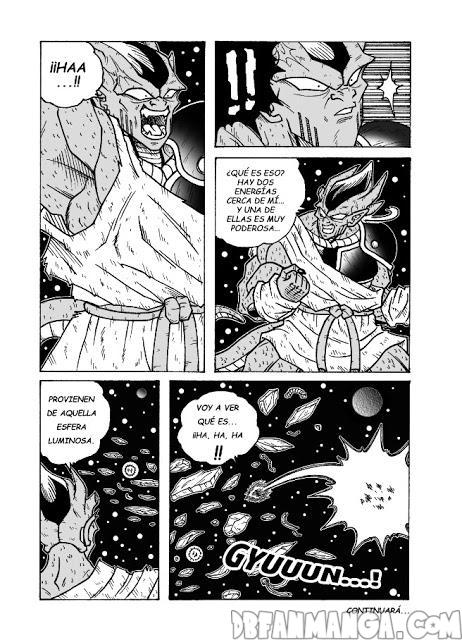 ¡¡HAA
...!!
!!
¿QUÉ ES ESO?
HAY DOS
ENERGÍAS
CERCA DE MÍ...
Y UNA DE
ELLAS ES MUY
PODEROSA...
PROVIENEN
DE AQUELLA
ESFERA
LUMINOSA.
VOY A VER
QUÉ ES...
¡¡HA, HA, HA
!!
GYÚUUN...!
CONTINUARÁ...
DBFANMANGA.COM